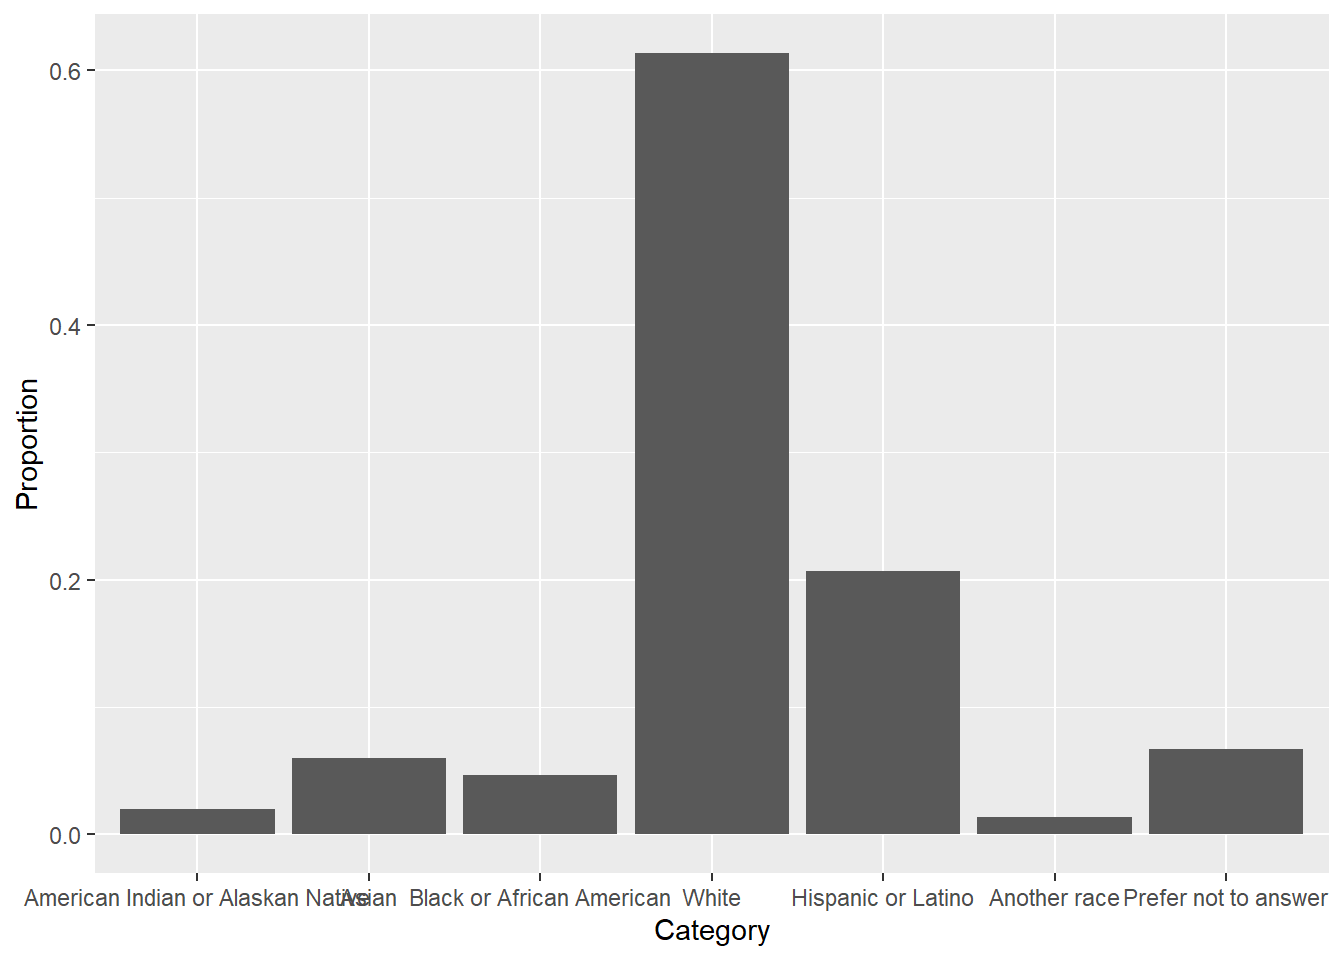 0.6
0.4
0.2
0.0
Proportion
American Indian or Alaskan Native Asian Black or African American White Hispanic or Latino Another race Prefer not to answer
Category